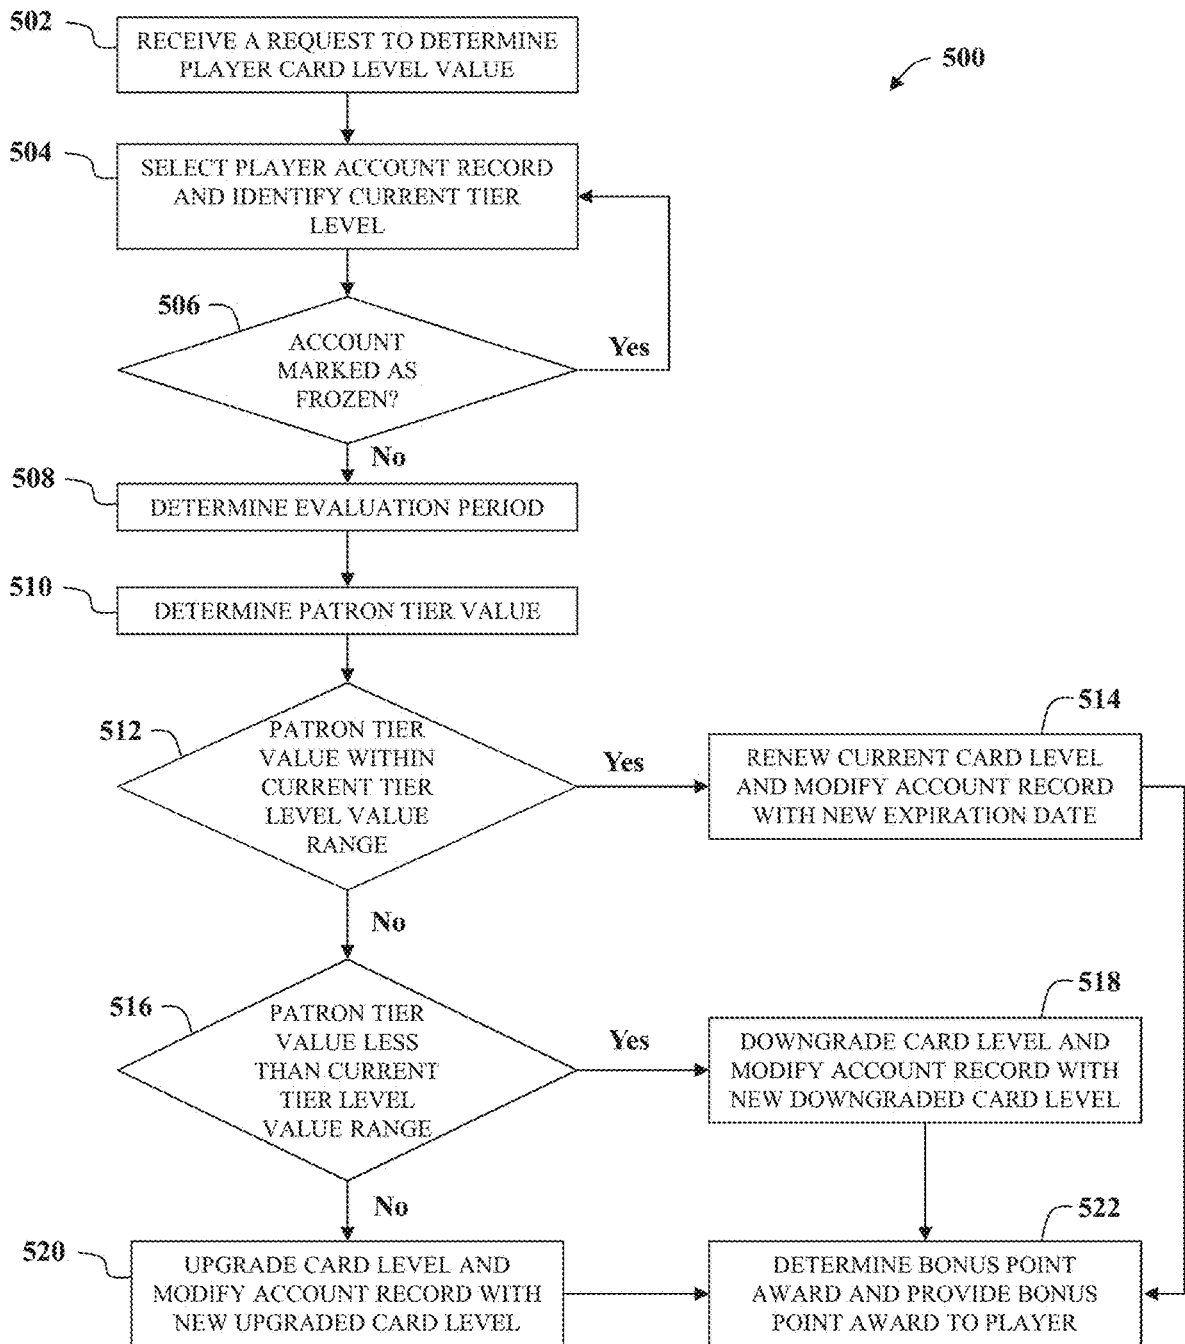 502
RECEIVE A REQUEST TO DETERMINE
PLAYER CARD LEVEL VALUE
500
504
SELECT PLAYER ACCOUNT RECORD
AND IDENTIFY CURRENT TIER
LEVEL
506
ACCOUNT
MARKED AS
FROZEN?
Yes
No
508
DETERMINE EVALUATION PERIOD
510
DETERMINE PATRON TIER VALUE
512
PATRON TIER
VALUE WITHIN
CURRENT TIER
LEVEL VALUE
RANGE
Yes
514
RENEW CURRENT CARD LEVEL
AND MODIFY ACCOUNT RECORD
WITH NEW EXPIRATION DATE
No
516
PATRON TIER
VALUE LESS
THAN CURRENT
TIER LEVEL
VALUE RANGE
Yes
518
DOWNGRADE CARD LEVEL AND
MODIFY ACCOUNT RECORD WITH
NEW DOWNGRADED CARD LEVEL
No
520
UPGRADE CARD LEVEL AND
MODIFY ACCOUNT RECORD WITH
NEW UPGRADED CARD LEVEL
522
DETERMINE BONUS POINT
AWARD AND PROVIDE BONUS
POINT AWARD TO PLAYER